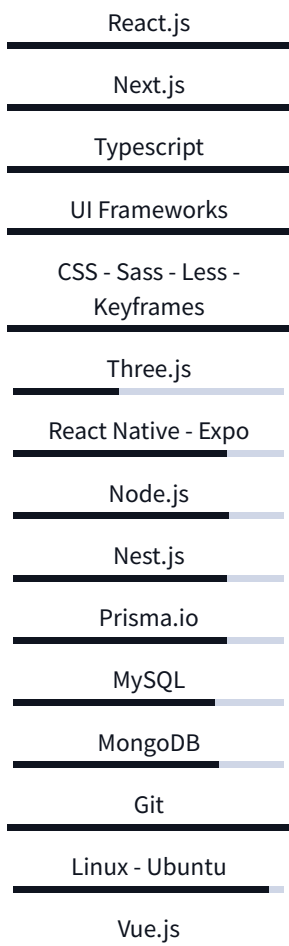 React.js
Next.js
Typescript
UI Frameworks
CSS - Sass - Less -
Keyframes
Three.js
React Native - Expo
Node.js
Nest.js
Prisma.io
MySQL
MongoDB
Git
Linux - Ubuntu
Vue.js